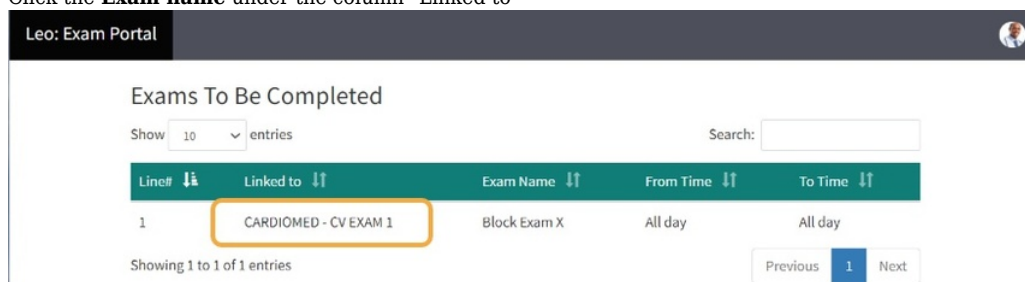 Click the Exam name under the column "Linked to"
Leo: Exam Portal
Exams To Be Completed
Show 10 entries Search:
Line# Linked to Exam Name From Time To Time
1 CARDIOMED - CV EXAM 1 Block Exam X All day All day
Showing 1 to 1 of 1 entries Previous 1 Next